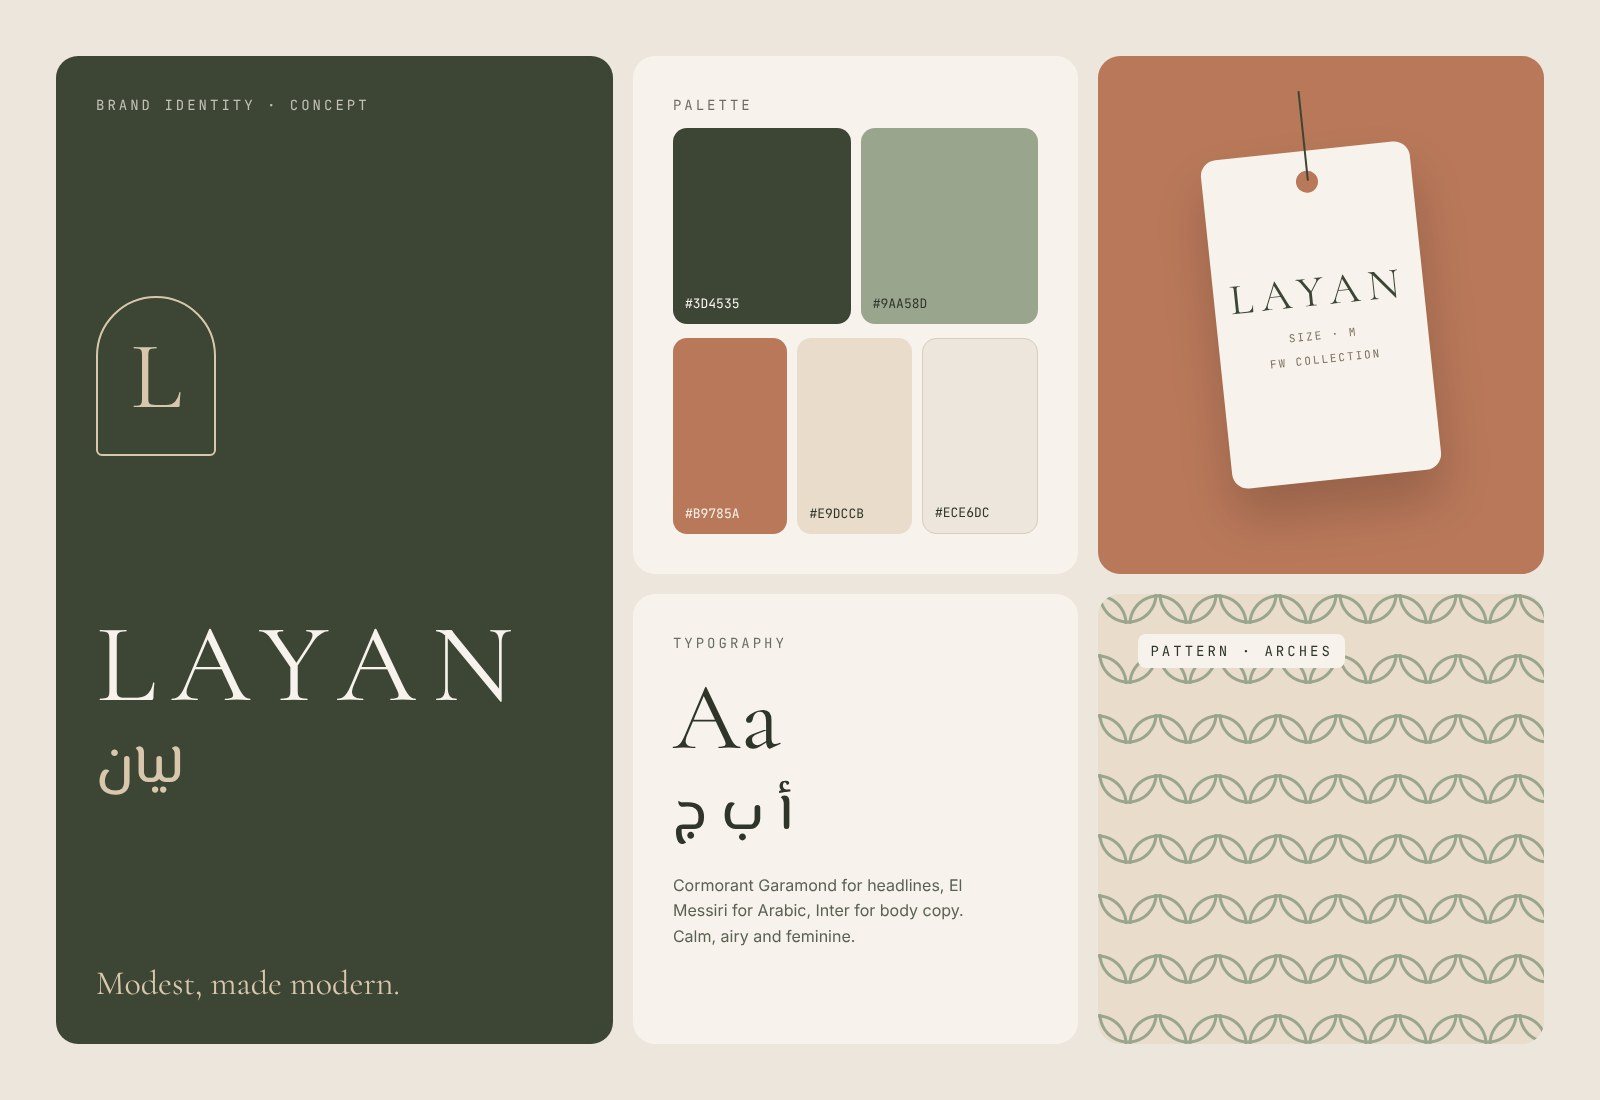 BRAND IDENTITY · CONCEPT
L
LAYAN
ليان
Modest, made modern.
PALETTE
#3D4535
#9AA58D
#B9785A
#E9DCCB
#ECE6DC
TYPOGRAPHY
Aa
أ ب ج
Cormorant Garamond for headlines, El
Messiri for Arabic, Inter for body copy.
Calm, airy and feminine.
LAYAN
SIZE · M
FW COLLECTION
PATTERN · ARCHES